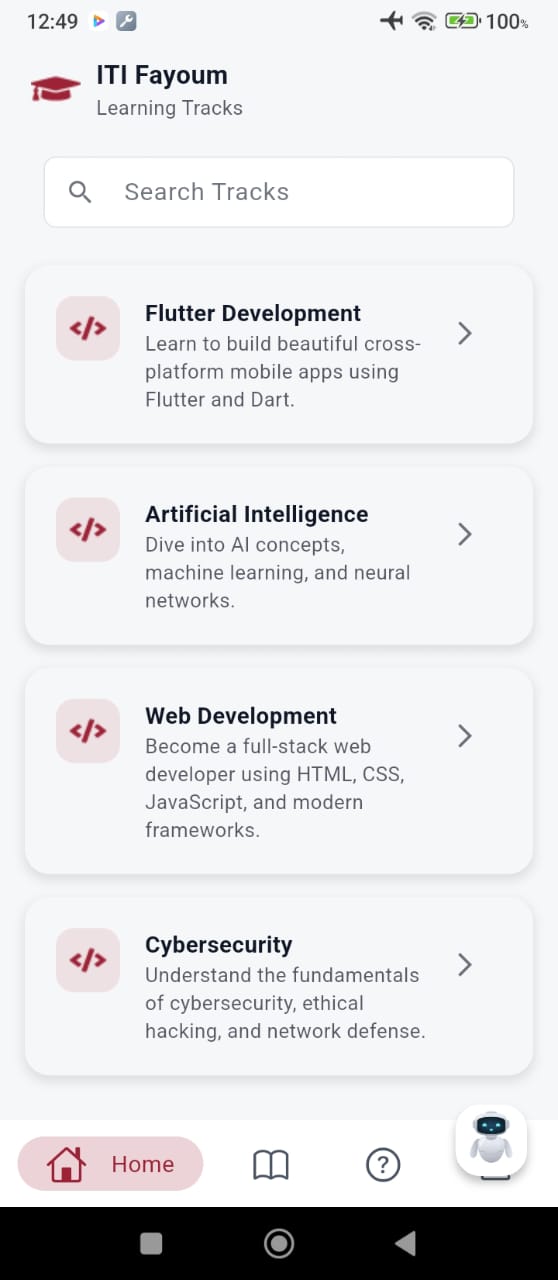 12:49
100%
ITI Fayoum
Learning Tracks
Search Tracks
</>
Flutter Development
Learn to build beautiful cross-
platform mobile apps using
Flutter and Dart.
</>
Artificial Intelligence
Dive into AI concepts,
machine learning, and neural
networks.
</>
Web Development
Become a full-stack web
developer using HTML, CSS,
JavaScript, and modern
frameworks.
</>
Cybersecurity
Understand the fundamentals
of cybersecurity, ethical
hacking, and network defense.
Home
?